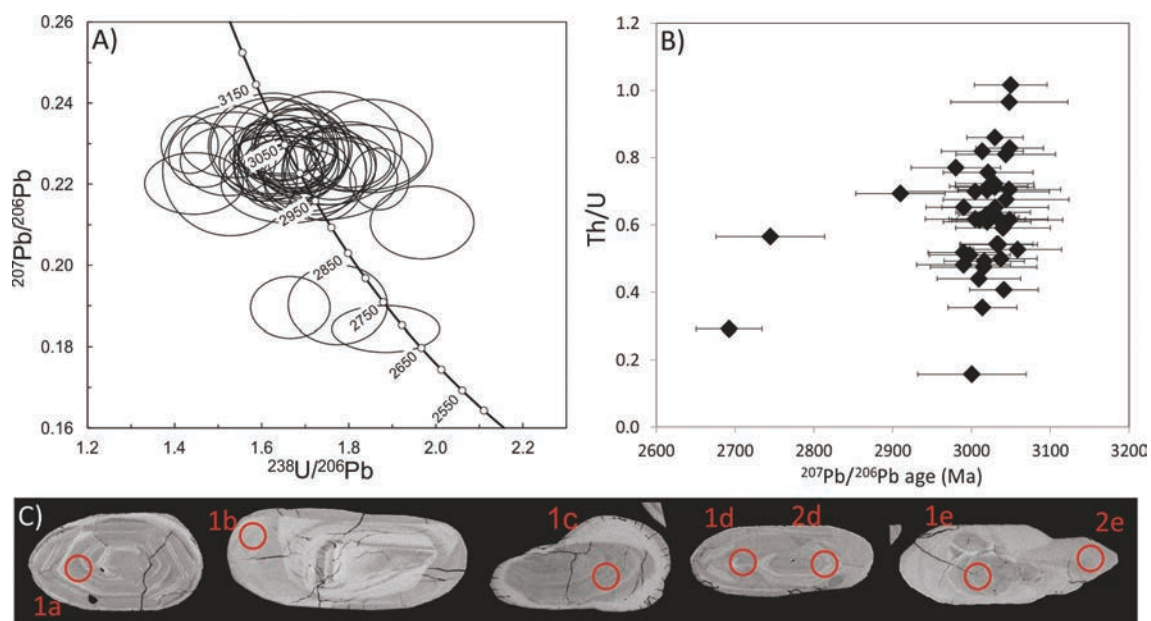 A)
0.26
0.24
0.22
0.20
0.18
0.16
²⁰⁷Pb/²⁰⁶Pb
3150
3050
2950
2850
2750
2650
2550
1.2 1.4 1.6 1.8 2.0 2.2
²³⁸U/²⁰⁶Pb
B)
1.2
1.0
0.8
0.6
0.4
0.2
0.0
Th/U
2600 2700 2800 2900 3000 3100 3200
²⁰⁷Pb/²⁰⁶Pb age (Ma)
C)
1a
1b
1c
1d 2d
1e 2e